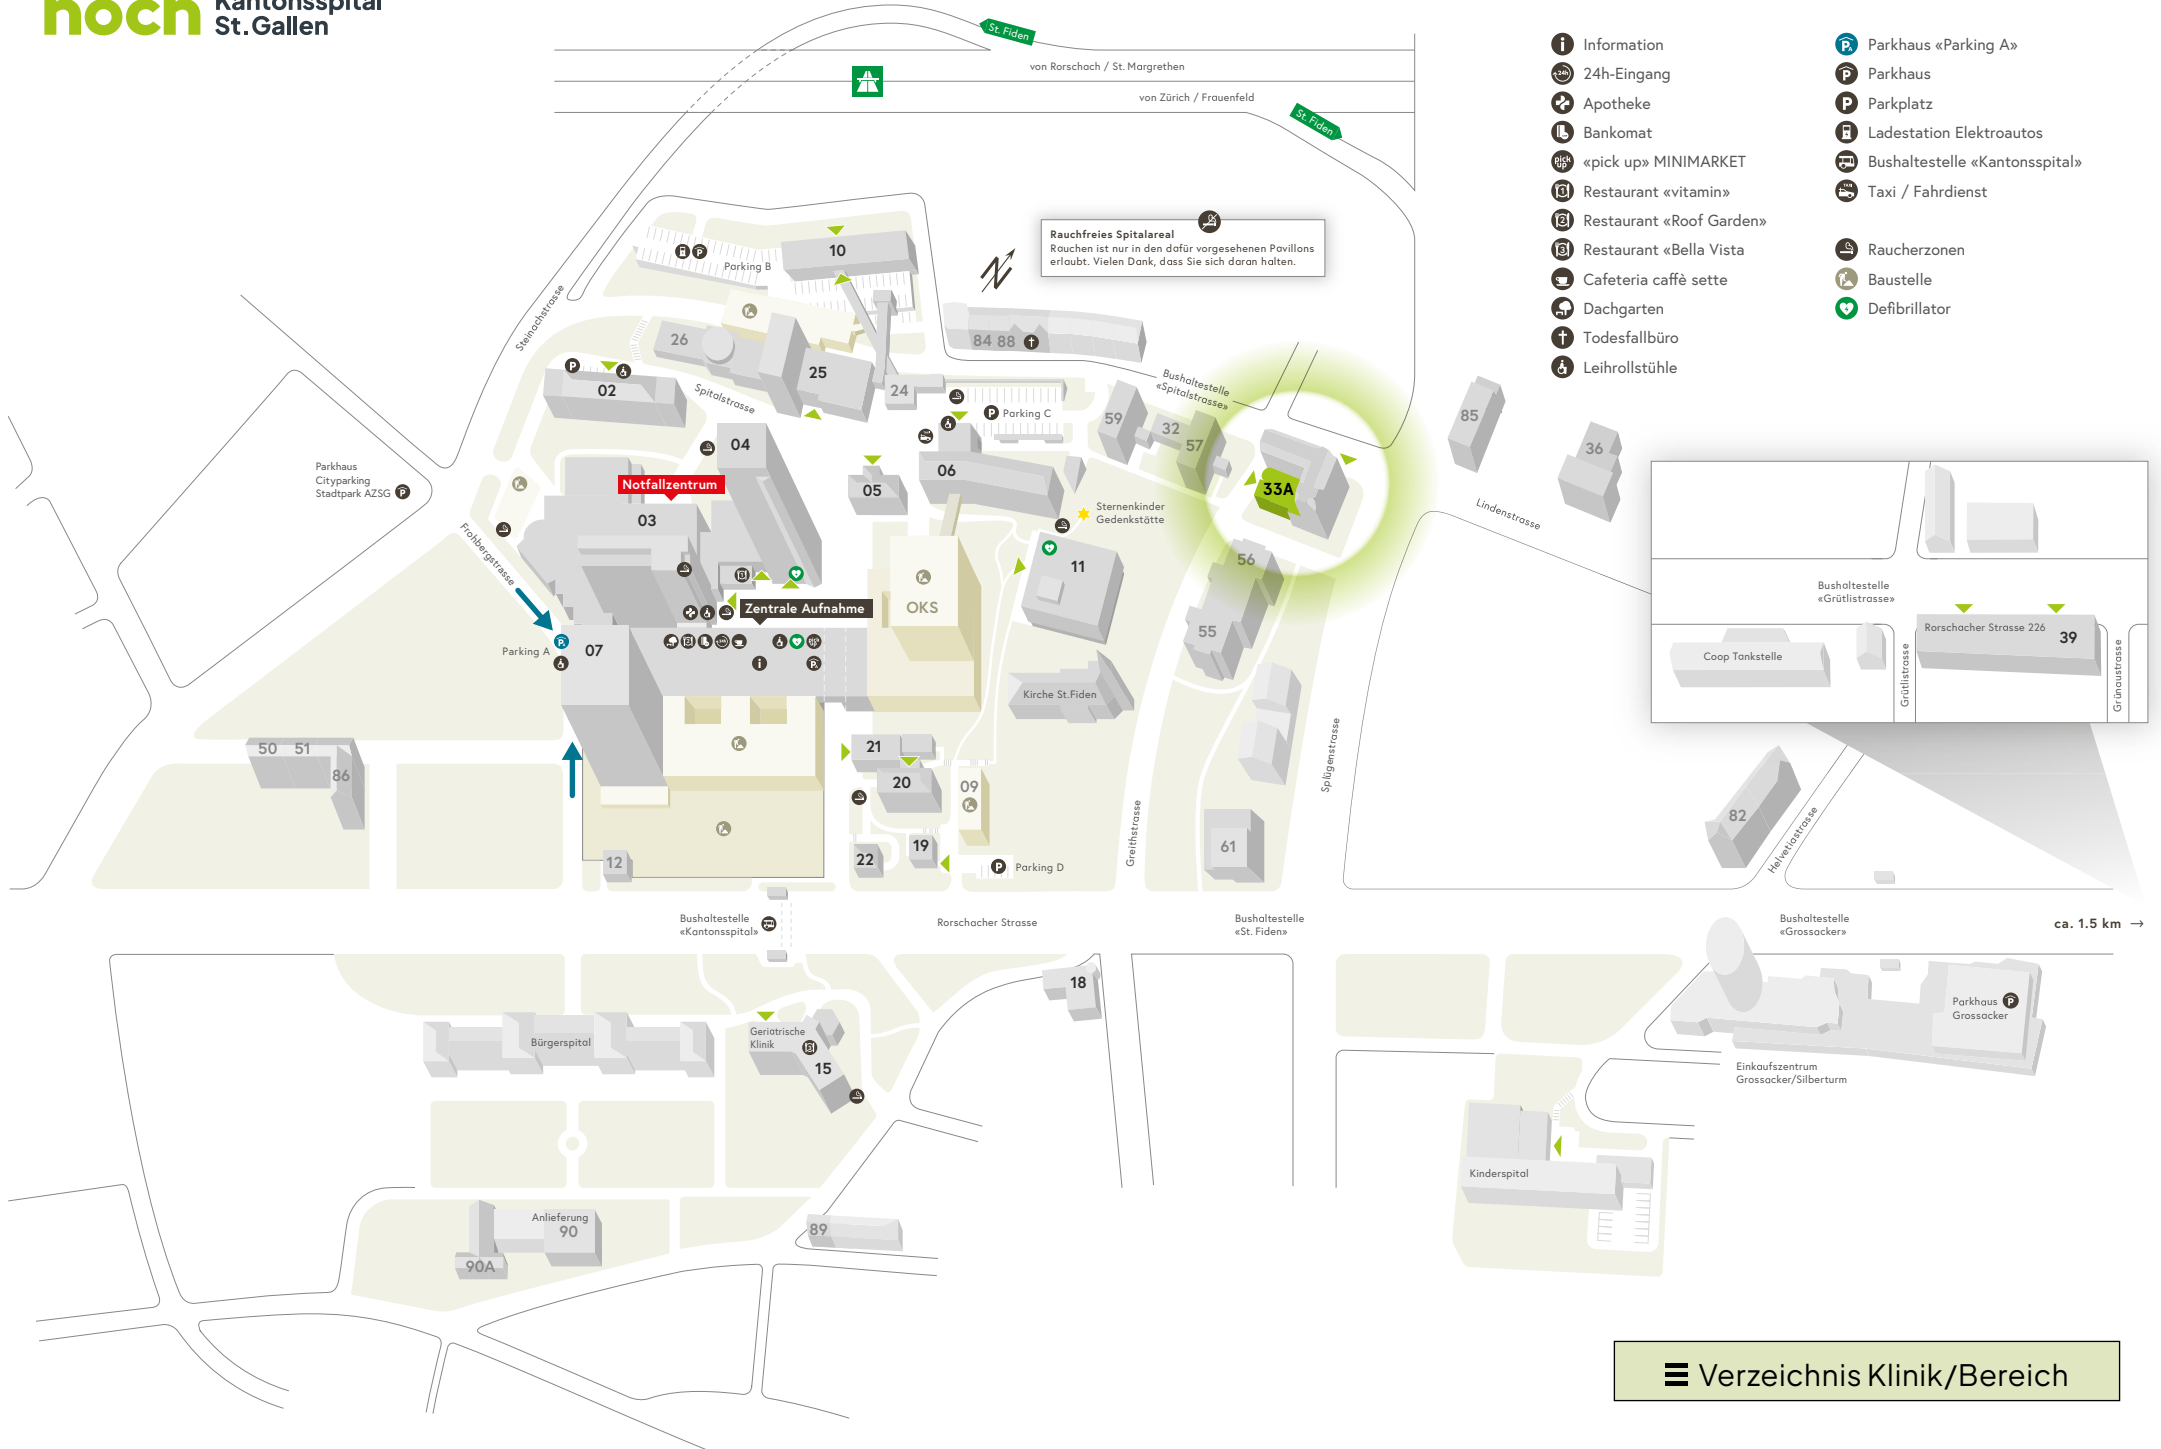 noch Kantonsspital
St.Gallen
St. Fiden
von Rorschach / St. Margrethen
von Zürich / Frauenfeld
St. Fiden
Information
24h-Eingang
Apotheke
Bankomat
«pick up» MINIMARKET
Restaurant «vitamin»
Restaurant «Roof Garden»
Restaurant «Bella Vista
Cafeteria caffè sette
Dachgarten
Todesfallbüro
Leihrollstühle
Parkhaus «Parking A»
Parkhaus
Parkplatz
Ladestation Elektroautos
Bushaltestelle «Kantonsspital»
Taxi / Fahrdienst
Raucherzonen
Baustelle
Defibrillator
Rauchfreies Spitalareal
Rauchen ist nur in den dafür vorgesehenen Pavillons
erlaubt. Vielen Dank, dass Sie sich daran halten.
N
10
Parking B
Steinachstrasse
26
84 88
02
25
24
Spitalstrasse
Bushaltestelle
«Spitalstrasse»
Parking C
59
32
57
85
36
04
06
05
33A
Parkhaus
Cityparking
Stadtpark AZSG
Notfallzentrum
03
Sternenkinder
Gedenkstätte
Lindenstrasse
Frohbergstrasse
11
56
OKS
Zentrale Aufnahme
55
Parking A
07
Kirche St.Fiden
Bushaltestelle
«Grütlistrasse»
Rorschacher Strasse 226
39
Coop Tankstelle
Grütlistrasse
Grünaustrasse
50 51
86
21
20
09
Splügenstrasse
Greithstrasse
82
Helvetiastrasse
12
22
19
61
Parking D
Bushaltestelle
«Kantonsspital»
Rorschacher Strasse
Bushaltestelle
«St. Fiden»
Bushaltestelle
«Grossacker»
ca. 1.5 km →
18
Parkhaus
Grossacker
Bürgerspital
Geriatrische
Klinik
15
Einkaufszentrum
Grossacker/Silberturm
Kinderspital
Anlieferung
90
90A
89
Verzeichnis Klinik/Bereich